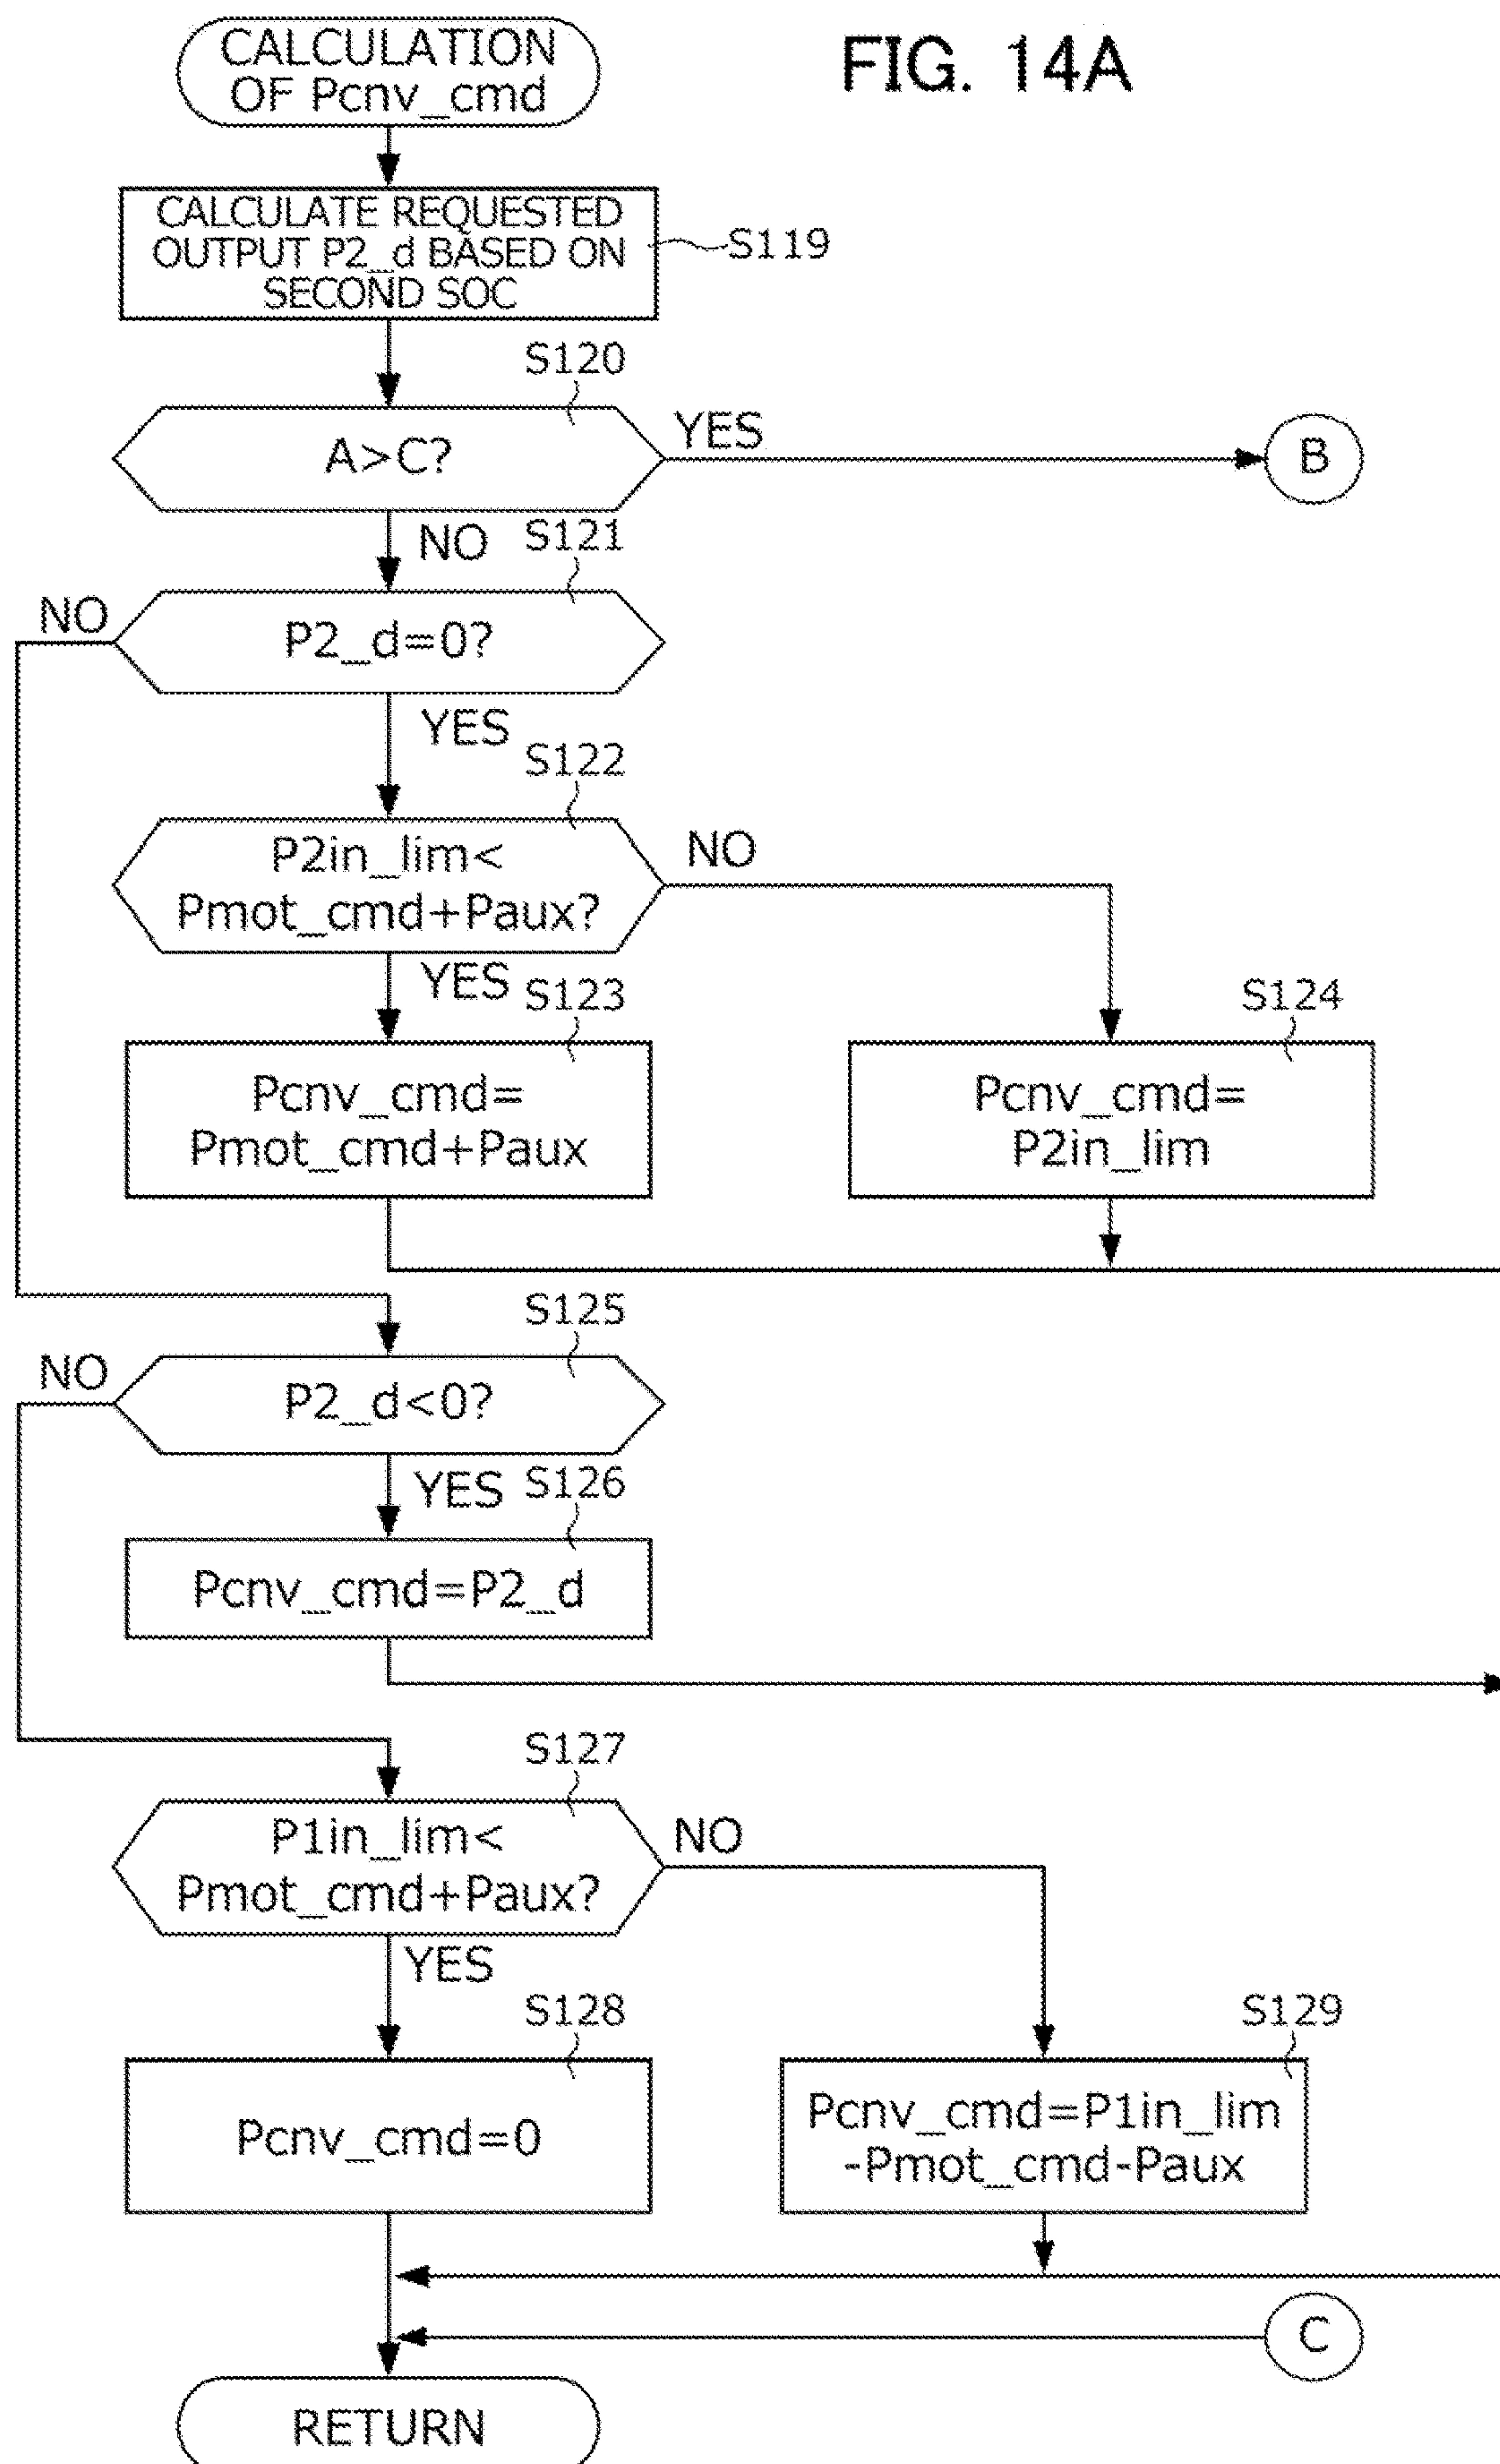 FIG. 14A
CALCULATION
OF Pcnv_cmd
CALCULATE REQUESTED
OUTPUT P2_d BASED ON
SECOND SOC
S119
S120
A>C?
YES
B
NO
S121
NO
P2_d=0?
YES
S122
P2in_lim<
Pmot_cmd+Paux?
NO
YES
S123
S124
Pcnv_cmd=
Pmot_cmd+Paux
Pcnv_cmd=
P2in_lim
S125
NO
P2_d<0?
YES
S126
Pcnv_cmd=P2_d
S127
P1in_lim<
Pmot_cmd+Paux?
NO
YES
S128
S129
Pcnv_cmd=0
Pcnv_cmd=P1in_lim
-Pmot_cmd-Paux
C
RETURN